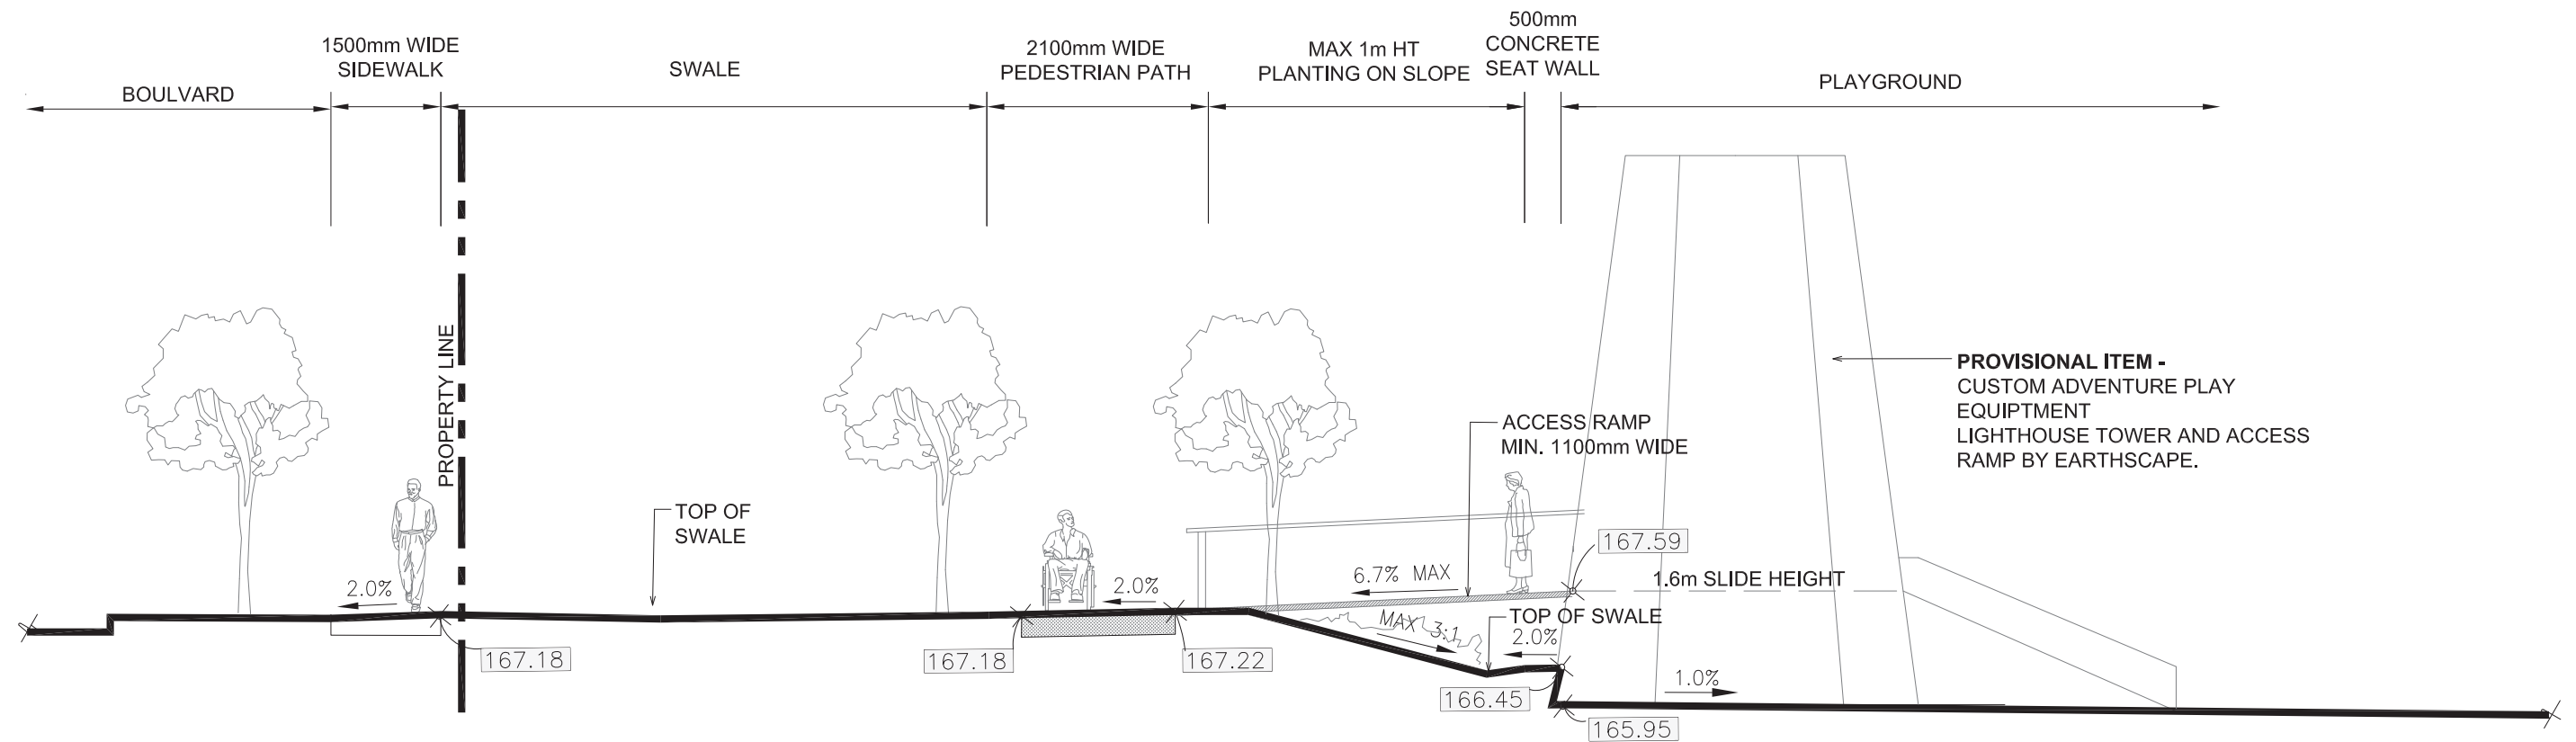 BOULVARD
1500mm WIDE
SIDEWALK
SWALE
2100mm WIDE
PEDESTRIAN PATH
MAX 1m HT
PLANTING ON SLOPE
500mm
CONCRETE
SEAT WALL
PLAYGROUND
PROPERTY LINE
TOP OF
SWALE
ACCESS RAMP
MIN. 1100mm WIDE
PROVISIONAL ITEM -
CUSTOM ADVENTURE PLAY
EQUIPTMENT
LIGHTHOUSE TOWER AND ACCESS
RAMP BY EARTHSCAPE.
167.59
2.0%
2.0%
6.7% MAX
1.6m SLIDE HEIGHT
MAX 3:1
TOP OF SWALE
2.0%
167.18
167.18
167.22
166.45
1.0%
165.95